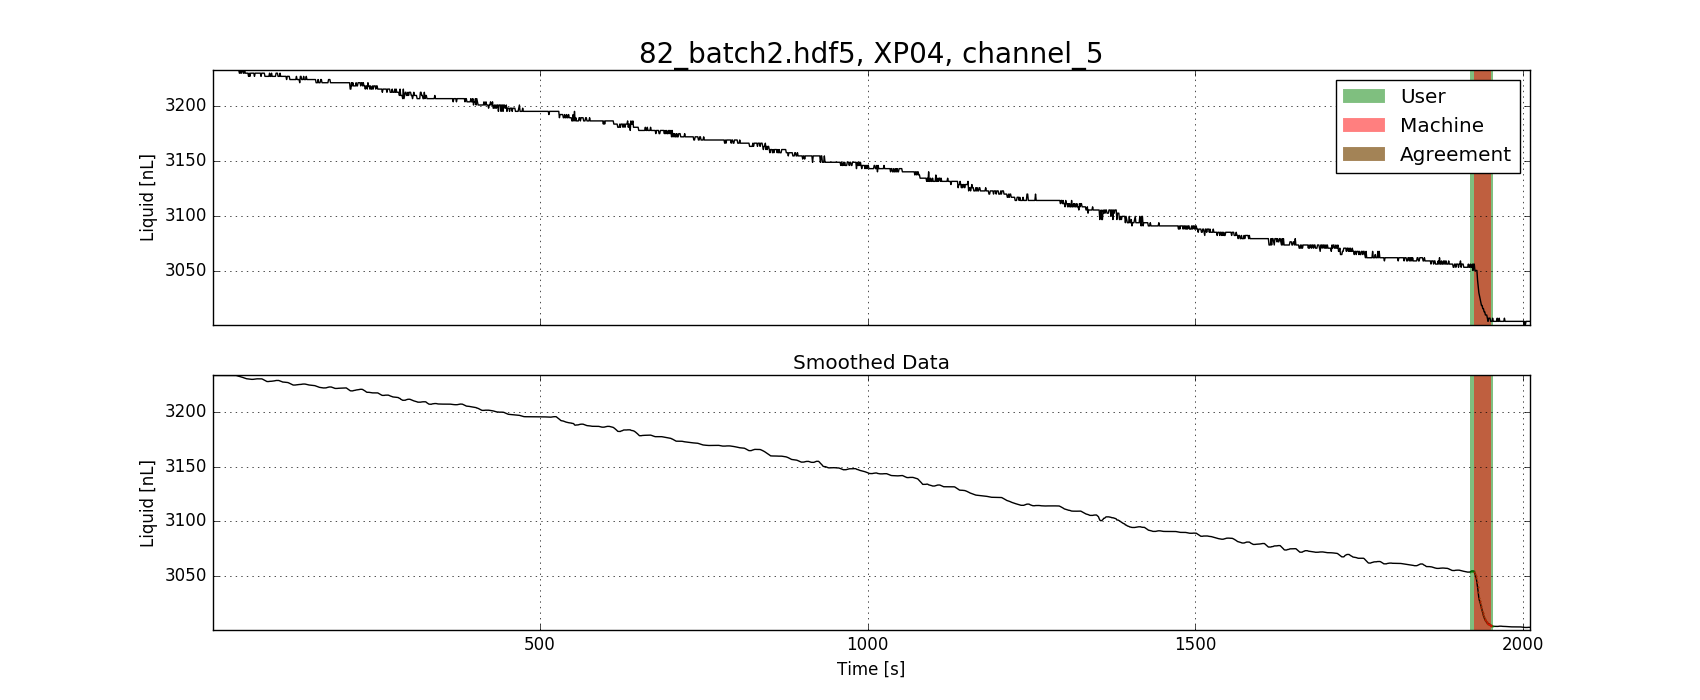 82_batch2.hdf5, XP04, channel_5
3200
3150
3100
3050
Liquid [nL]
User
Machine
Agreement
Smoothed Data
3200
3150
3100
3050
Liquid [nL]
500
1000
1500
2000
Time [s]